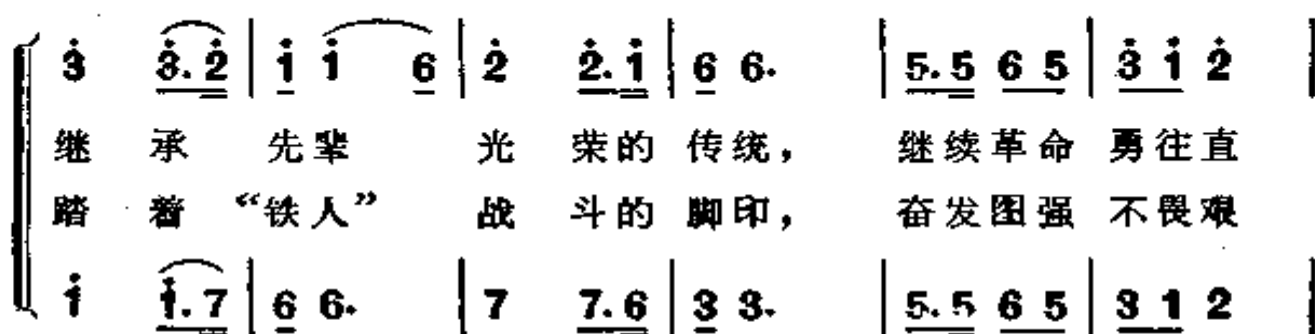 3̇ 3̇.2̇ | 1̇ 1̇ 6 | 2̇ 2̇.1̇ | 6 6. | 5.5 6 5 | 3̇ 1̇ 2̇ |
继 承 先辈 光 荣的 传统， 继续革命 勇往直
踏 着 “铁人” 战 斗的 脚印， 奋发图强 不畏艰
1̇ 1̇.7 | 6 6. | 7 7.6 | 3 3. | 5.5 6 5 | 3 1 2 |